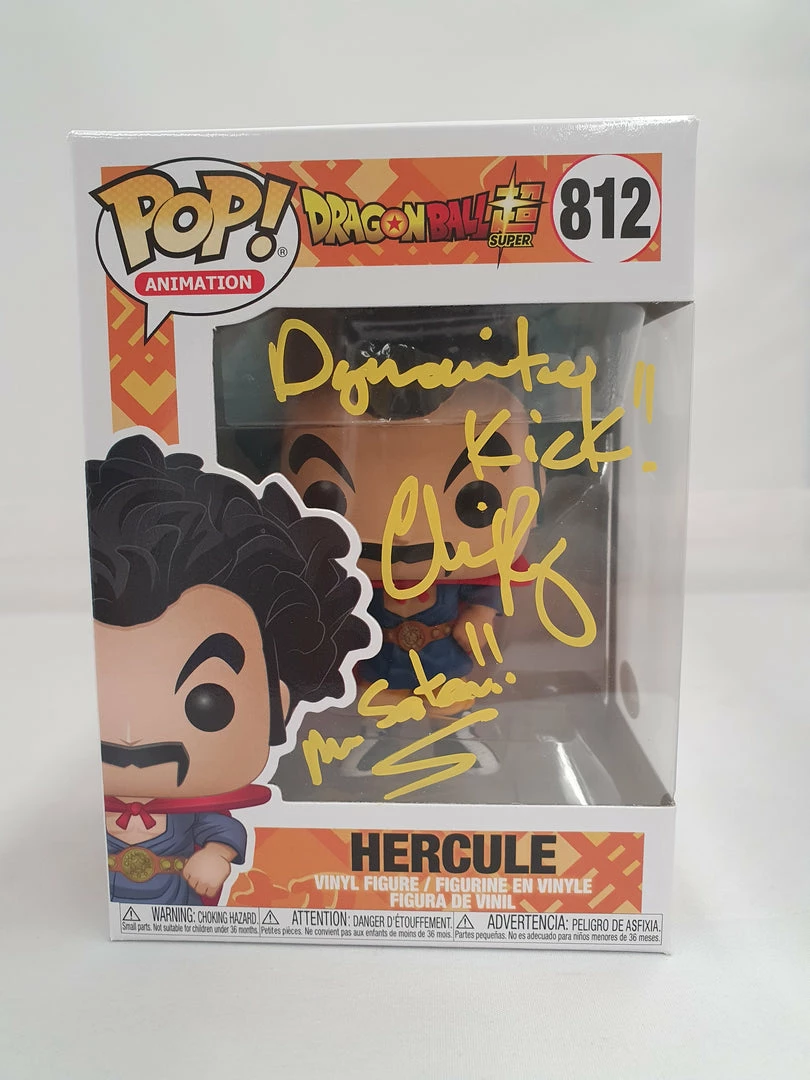 POP! DRAGON BALL 超 812
SUPER
ANIMATION
Dynamite
Kick!!
Mr Satan!!
HERCULE
VINYL FIGURE / FIGURINE EN VINYLE
FIGURA DE VINIL
WARNING: CHOKING HAZARD. ATTENTION: DANGER D'ÉTOUFFEMENT. ADVERTENCIA: PELIGRO DE ASFIXIA.
Small parts. Not suitable for children under 36 months. Petites pièces. Ne convient pas aux enfants de moins de 36 mois. Partes pequeñas. No es adecuado para niños menores de 36 meses.